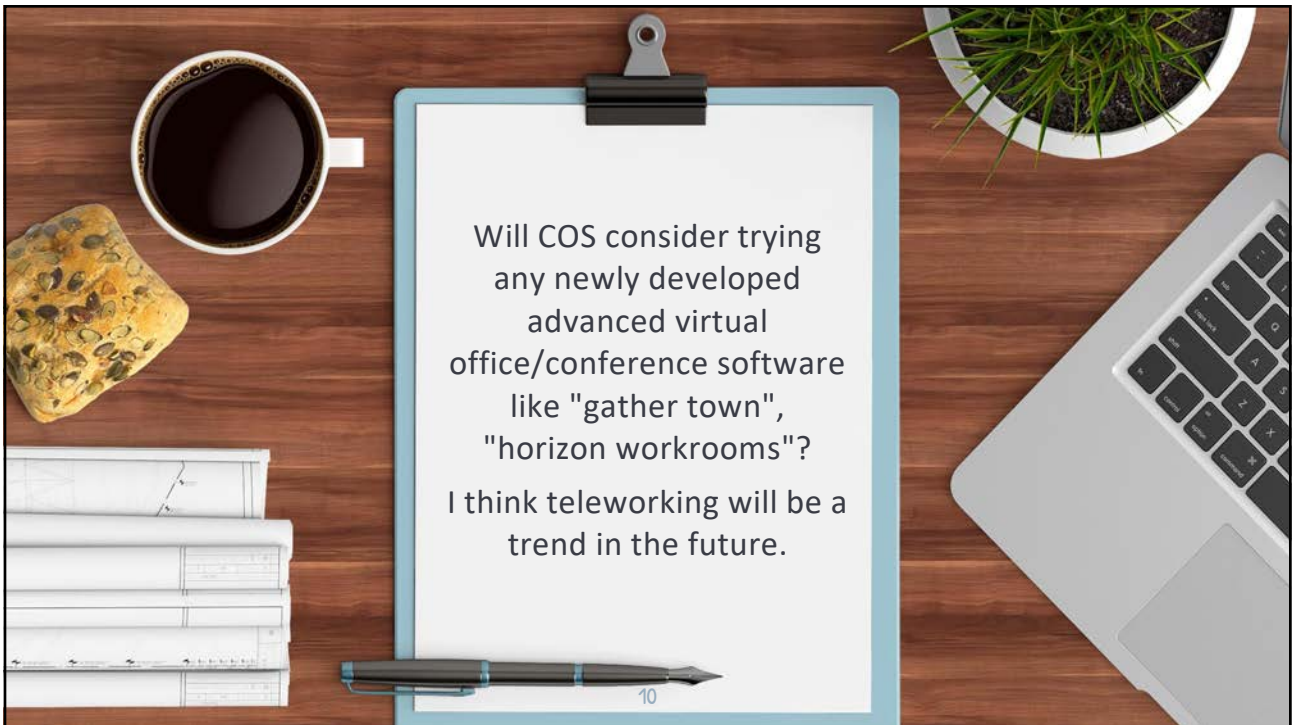 Will COS consider trying
any newly developed
advanced virtual
office/conference software
like "gather town",
"horizon workrooms"?
I think teleworking will be a
trend in the future.
10